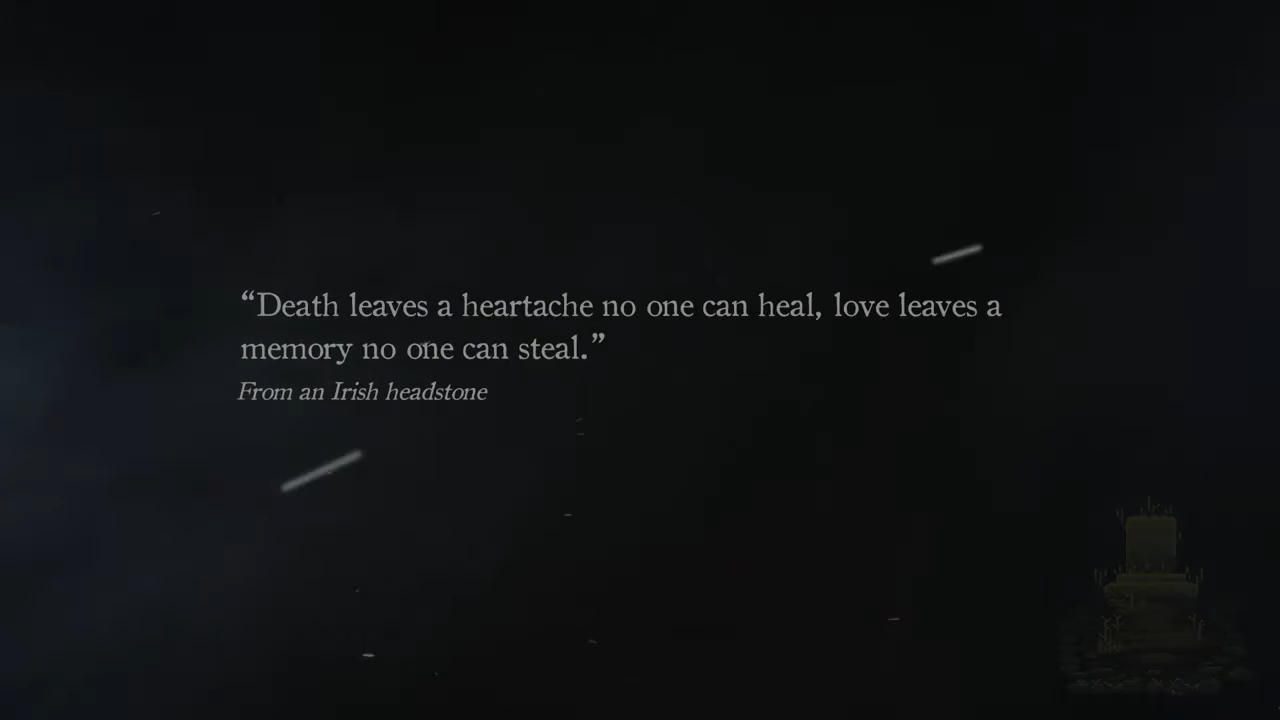 “Death leaves a heartache no one can heal, love leaves a
memory no one can steal.”
From an Irish headstone